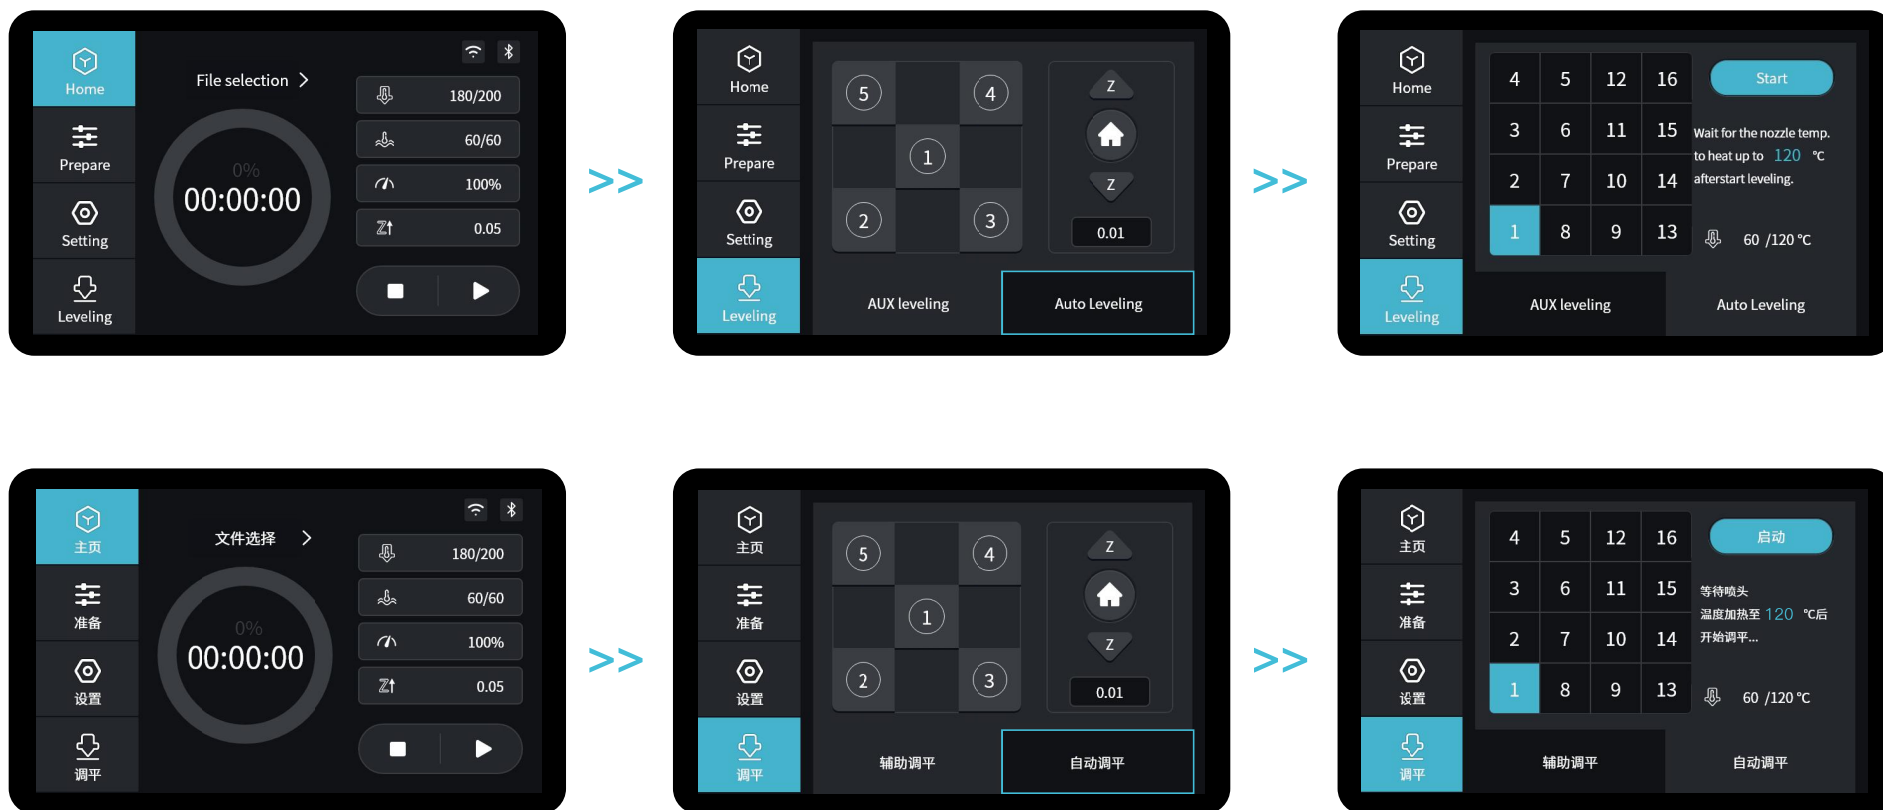 Home
Prepare
Setting
Leveling
File selection >
0%
00:00:00
180/200
60/60
100%
Z 0.05
>>
Home
Prepare
Setting
Leveling
5 4
1
2 3
Z
Z
0.01
AUX leveling Auto Leveling
>>
Home
Prepare
Setting
Leveling
4 5 12 16
3 6 11 15
2 7 10 14
1 8 9 13
Start
Wait for the nozzle temp.
to heat up to 120 °C
afterstart leveling.
60 /120 °C
AUX leveling Auto Leveling
主页
准备
设置
调平
文件选择 >
0%
00:00:00
180/200
60/60
100%
Z 0.05
>>
主页
准备
设置
调平
5 4
1
2 3
Z
Z
0.01
辅助调平 自动调平
>>
主页
准备
设置
调平
4 5 12 16
3 6 11 15
2 7 10 14
1 8 9 13
启动
等待喷头
温度加热至 120 °C后
开始调平...
60 /120 °C
辅助调平 自动调平